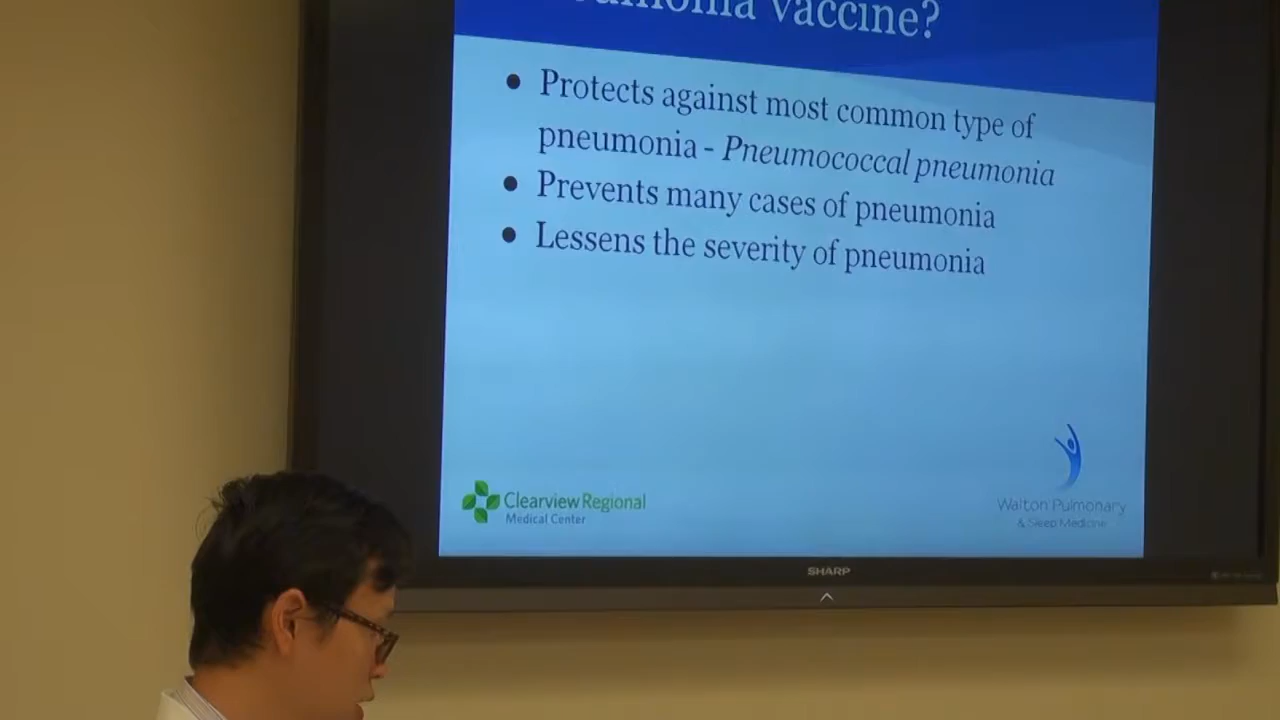 vaccine?
• Protects against most common type of
pneumonia - Pneumococcal pneumonia
• Prevents many cases of pneumonia
• Lessens the severity of pneumonia
Clearview Regional
Medical Center
Walton Pulmonary
& Sleep Medicine
SHARP